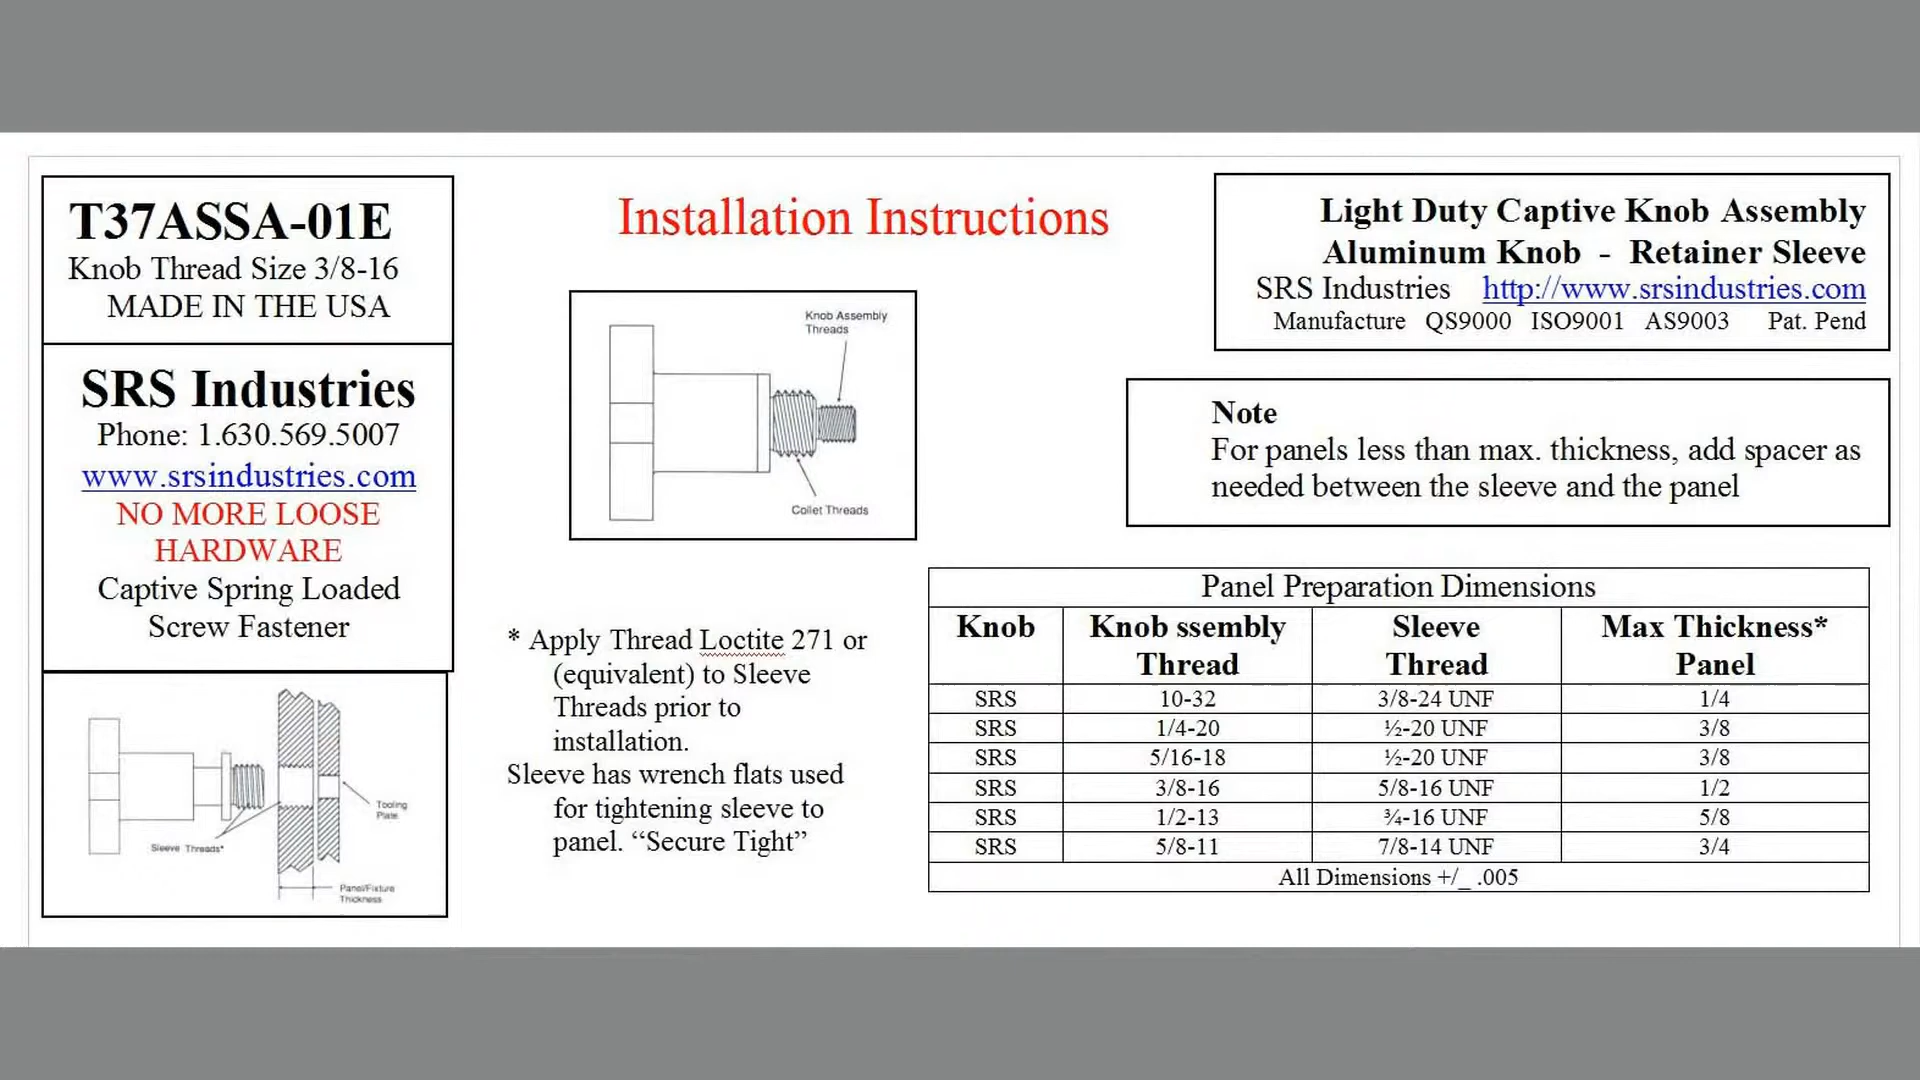 T37ASSA-01E
Knob Thread Size 3/8-16
MADE IN THE USA
SRS Industries
Phone: 1.630.569.5007
www.srsindustries.com
NO MORE LOOSE
HARDWARE
Captive Spring Loaded
Screw Fastener
Sleeve Threads*
Tooling
Plate
Panel/Fixture
Thickness
Installation Instructions
Knob Assembly
Threads
Collet Threads
* Apply Thread Loctite 271 or
(equivalent) to Sleeve
Threads prior to
installation.
Sleeve has wrench flats used
for tightening sleeve to
panel. “Secure Tight”
Light Duty Captive Knob Assembly
Aluminum Knob - Retainer Sleeve
SRS Industries http://www.srsindustries.com
Manufacture QS9000 ISO9001 AS9003 Pat. Pend
Note
For panels less than max. thickness, add spacer as
needed between the sleeve and the panel
Panel Preparation Dimensions
Knob Knob ssembly Sleeve Max Thickness*
Thread Thread Panel
SRS 10-32 3/8-24 UNF 1/4
SRS 1/4-20 ½-20 UNF 3/8
SRS 5/16-18 ½-20 UNF 3/8
SRS 3/8-16 5/8-16 UNF 1/2
SRS 1/2-13 ¾-16 UNF 5/8
SRS 5/8-11 7/8-14 UNF 3/4
All Dimensions +/_ .005